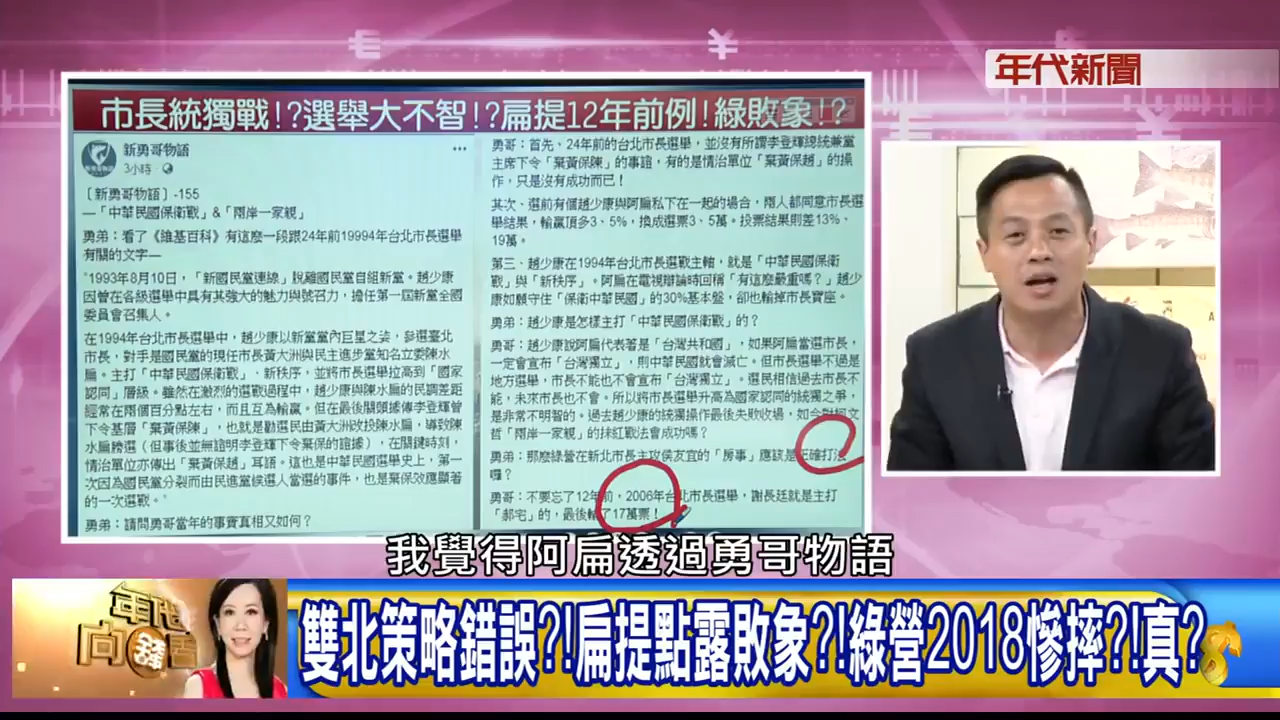 年代新聞
市長統獨戰!?選舉大不智!?扁提12年前例!綠敗象!?
新勇哥物語
3小時
〔新勇哥物語〕-155
—「中華民國保衛戰」&「兩岸一家親」
勇弟：看了《維基百科》有這麼一段跟24年前19994年台北市長選舉
有關的文字—
"1993年8月10日，「新國民黨連線」脫離國民黨自組新黨。趙少康
因曾在各級選舉中具有其強大的魅力與號召力，擔任第一屆新黨全國
委員會召集人。
在1994年台北市長選舉中，趙少康以新黨黨內巨星之姿，參選臺北
市長，對手是國民黨的現任市長黃大洲與民主進步黨知名立委陳水
扁。主打「中華民國保衛戰」、新秩序，並將市長選舉拉高到「國家
認同」層級。雖然在激烈的選戰過程中，趙少康與陳水扁的民調差距
經常在兩個百分點左右，而且互為輸贏。但在最後關頭據傳李登輝曾
下令基層「棄黃保陳」，也就是勸選民由黃大洲改投陳水扁，導致陳
水扁勝選（但事後並無證明李登輝下令棄保的證據），在關鍵時刻，
情治單位亦傳出「棄黃保趙」耳語。這也是中華民國選舉史上，第一
次因為國民黨分裂而由民進黨候選人當選的事件，也是棄保效應顯著
的一次選戰。"
勇弟：請問勇哥當年的事實真相又如何？
勇哥：首先、24年前的台北市長選舉，並沒有所謂李登輝總統兼黨
主席下令「棄黃保陳」的事證，有的是情治單位「棄黃保趙」的操
作，只是沒有成功而已！
其次、選前有個趙少康與阿扁私下在一起的場合，兩人都同意市長選
舉結果，輸贏頂多3、5%，換成選票3、5萬。投票結果則差13%、
19萬。
第三、趙少康在1994年台北市長選戰主軸，就是「中華民國保衛
戰」與「新秩序」。阿扁在電視辯論時回稱「有這麼嚴重嗎？」趙少
康如願守住「保衛中華民國」的30%基本盤，卻也輸掉市長寶座。
勇弟：趙少康是怎樣主打「中華民國保衛戰」的？
勇哥：趙少康說阿扁代表著是「台灣共和國」，如果阿扁當選市長，
一定會宣布「台灣獨立」，則中華民國就會滅亡。但市長選舉不過是
地方選舉，市長不能也不會宣布「台灣獨立」。選民相信過去市長不
能，未來市長也不會。所以將市長選舉升高為國家認同的統獨之爭，
是非常不明智的。過去趙少康的統獨操作最後失敗收場，如今對柯文
哲「兩岸一家親」的抹紅戰法會成功嗎？
勇弟：那麼綠營在新北市長主攻侯友宜的「房事」應該是正確打法
囉？
勇哥：不要忘了12年前，2006年台北市長選舉，謝長廷就是主打
「郝宅」的，最後輸了17萬票！
我覺得阿扁透過勇哥物語
年代向錢看
雙北策略錯誤?!扁提點露敗象?!綠營2018慘摔?!真?